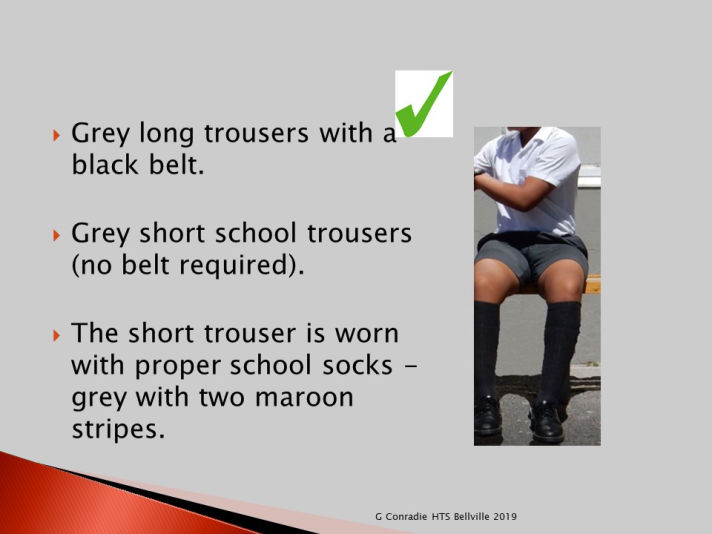 Grey long trousers with a
black belt.
Grey short school trousers
(no belt required).
The short trouser is worn
with proper school socks –
grey with two maroon
stripes.
G Conradie HTS Bellville 2019